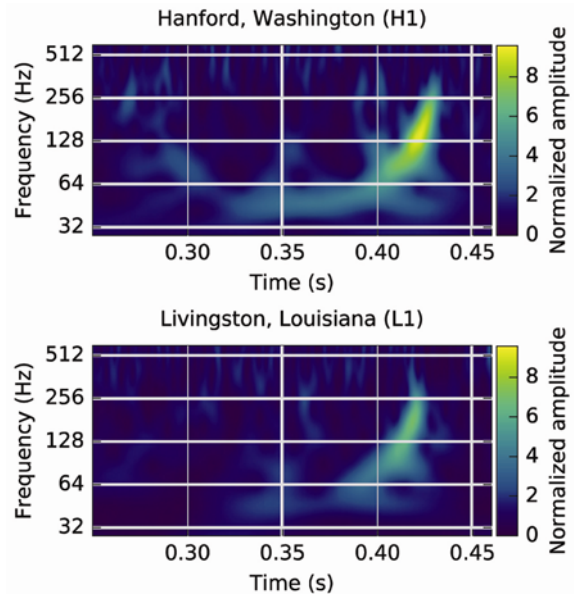 Hanford, Washington (H1)
Frequency (Hz)
512
256
128
64
32
0.30 0.35 0.40 0.45
Time (s)
8
6
4
2
0
Normalized amplitude
Livingston, Louisiana (L1)
Frequency (Hz)
512
256
128
64
32
0.30 0.35 0.40 0.45
Time (s)
8
6
4
2
0
Normalized amplitude